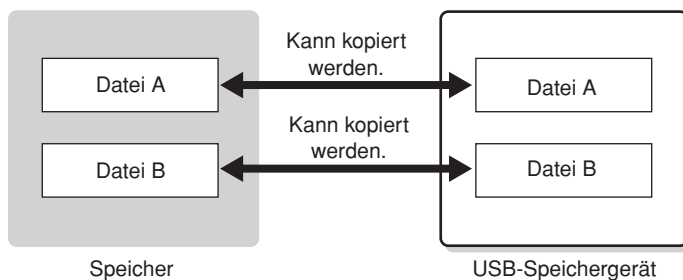 Kann kopiert
werden.
Datei A
Datei A
Kann kopiert
werden.
Datei B
Datei B
Speicher
USB-Speichergerät